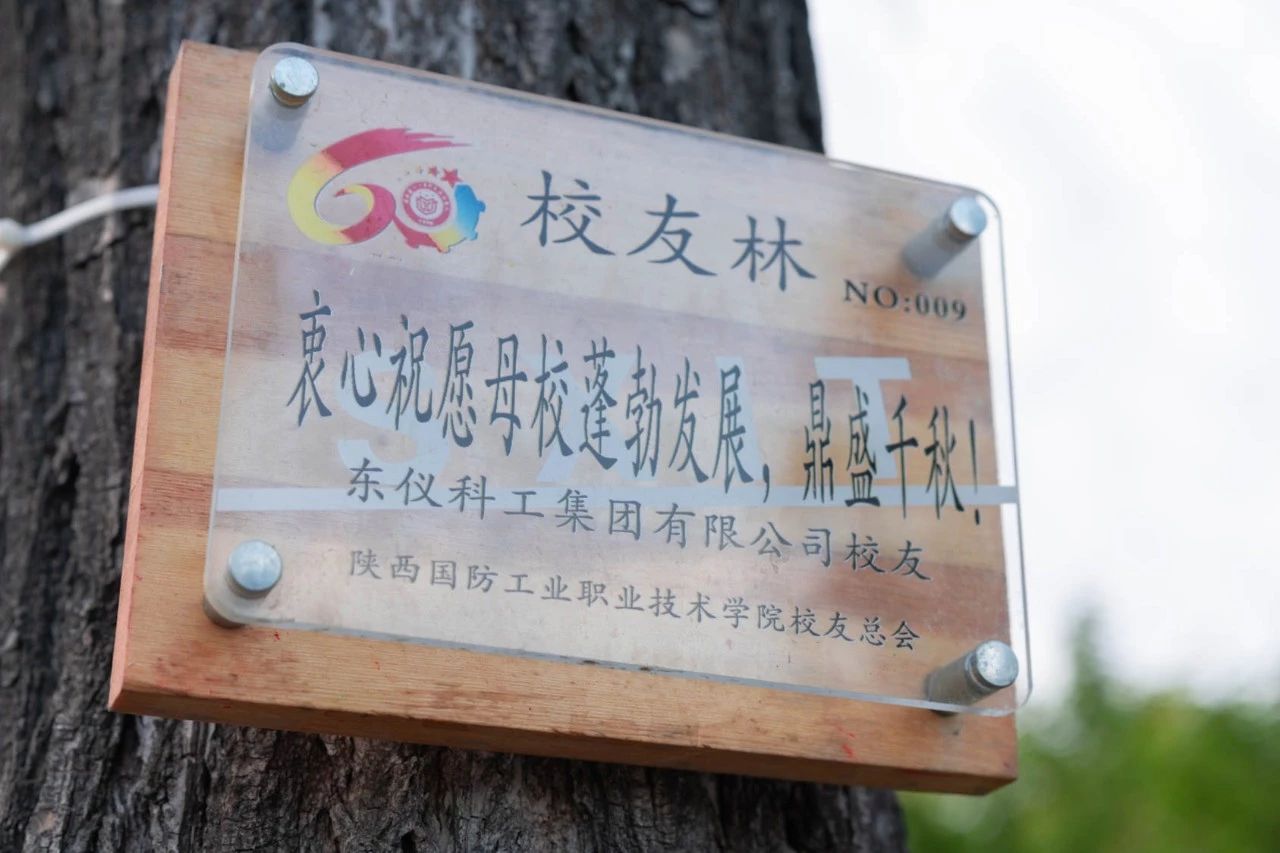 校友林
NO:009
衷心祝愿母校蓬勃发展，鼎盛千秋！
东仪科工集团有限公司校友
陕西国防工业职业技术学院校友总会